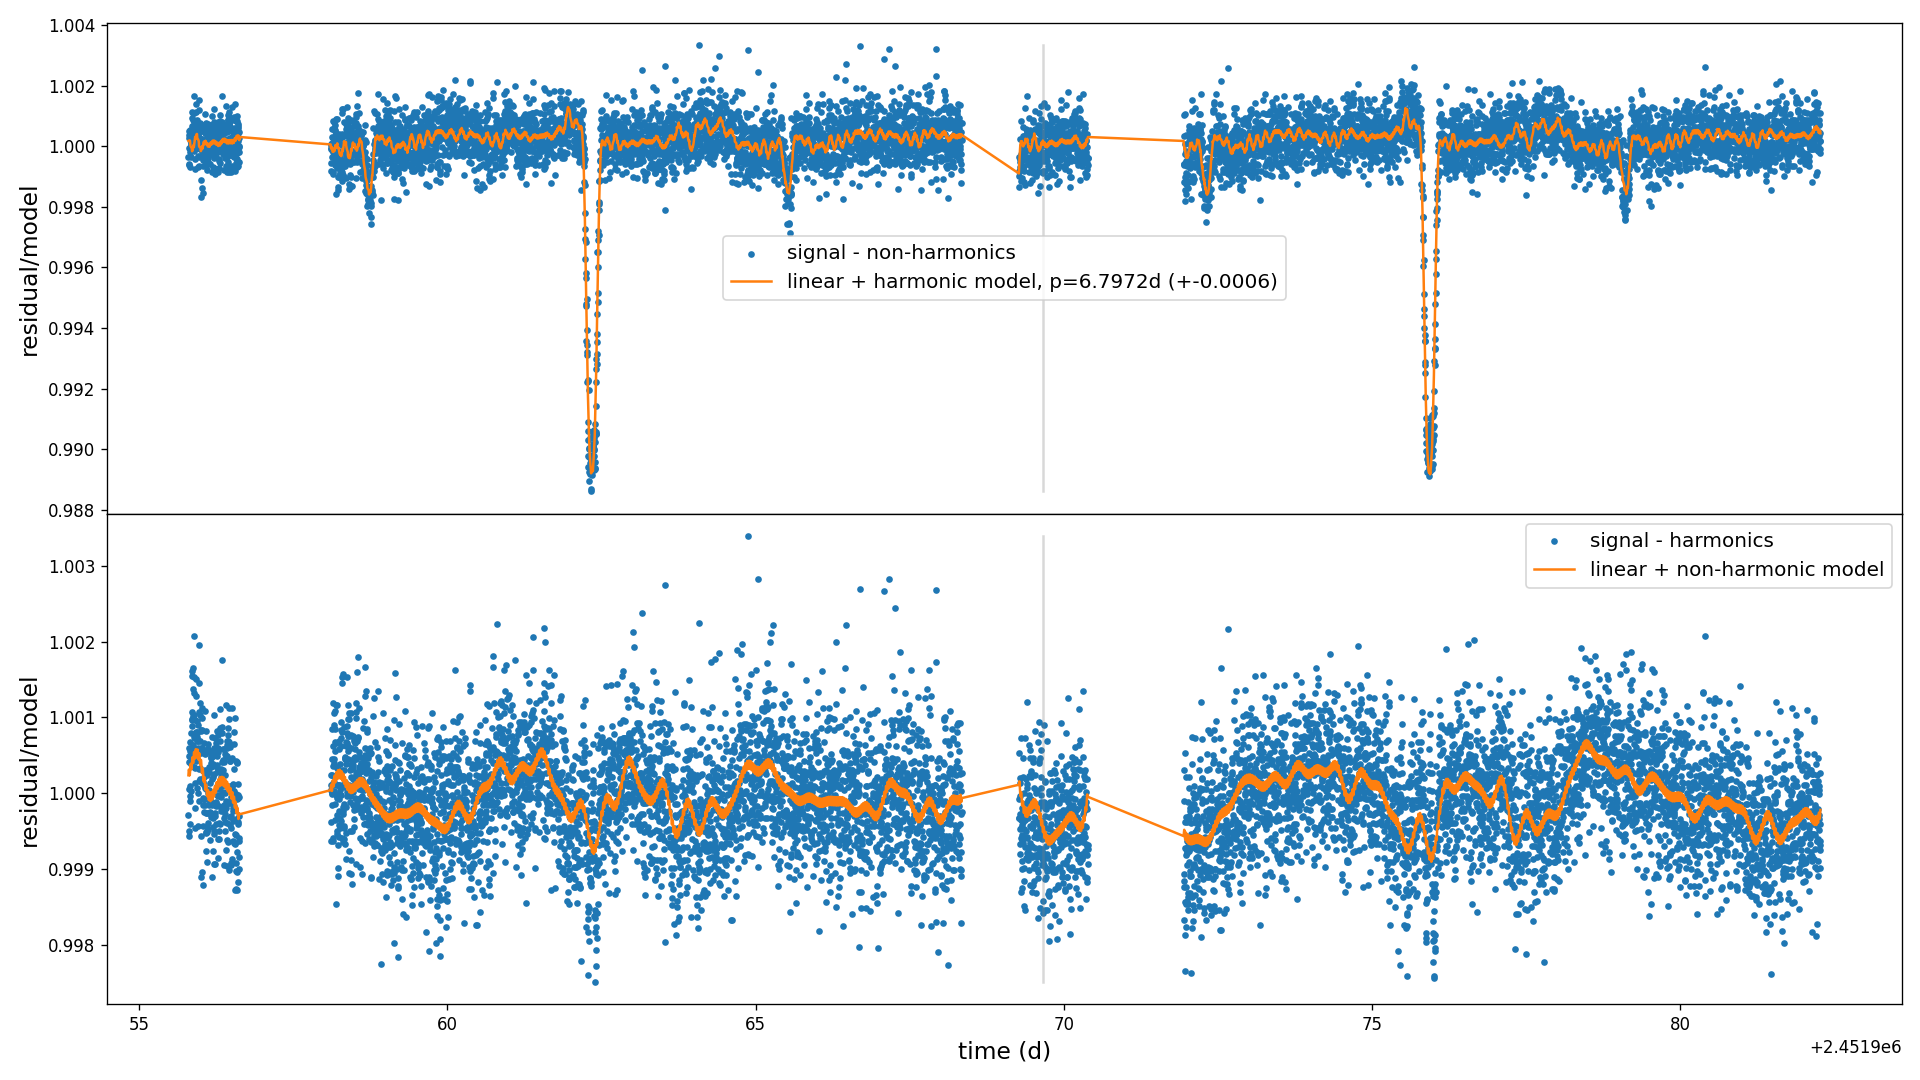 1.004
1.002
1.000
0.998
0.996
0.994
0.992
0.990
0.988
residual/model
signal - non-harmonics
linear + harmonic model, p=6.7972d (+-0.0006)
1.003
1.002
1.001
1.000
0.999
0.998
residual/model
signal - harmonics
linear + non-harmonic model
55 60 65 70 75 80
time (d)
+2.4519e6